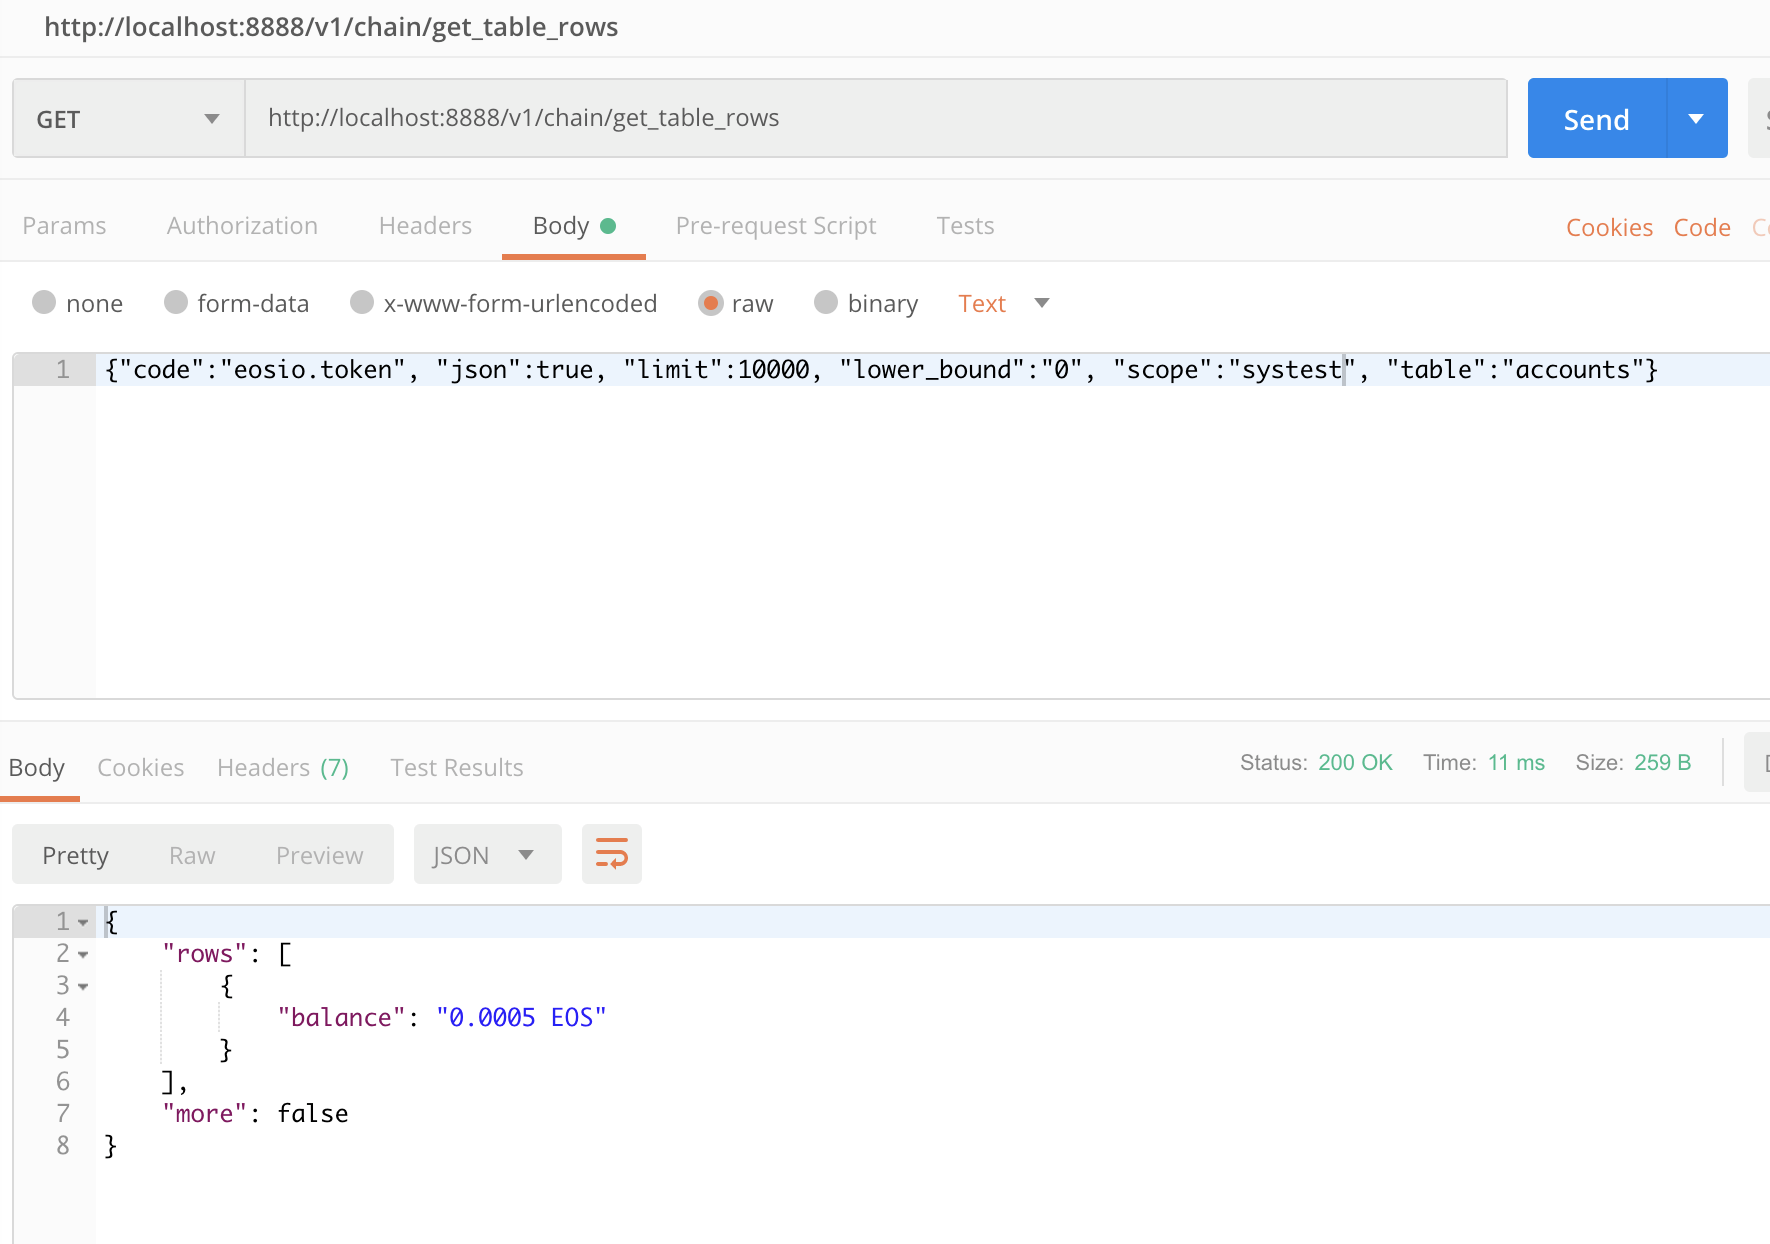 http://localhost:8888/v1/chain/get_table_rows
GET http://localhost:8888/v1/chain/get_table_rows Send
Params Authorization Headers Body Pre-request Script Tests Cookies Code
none form-data x-www-form-urlencoded raw binary Text
1 {"code":"eosio.token", "json":true, "limit":10000, "lower_bound":"0", "scope":"systest", "table":"accounts"}
Body Cookies Headers (7) Test Results Status: 200 OK Time: 11 ms Size: 259 B
Pretty Raw Preview JSON
1 {
2 "rows": [
3 {
4 "balance": "0.0005 EOS"
5 }
6 ],
7 "more": false
8 }